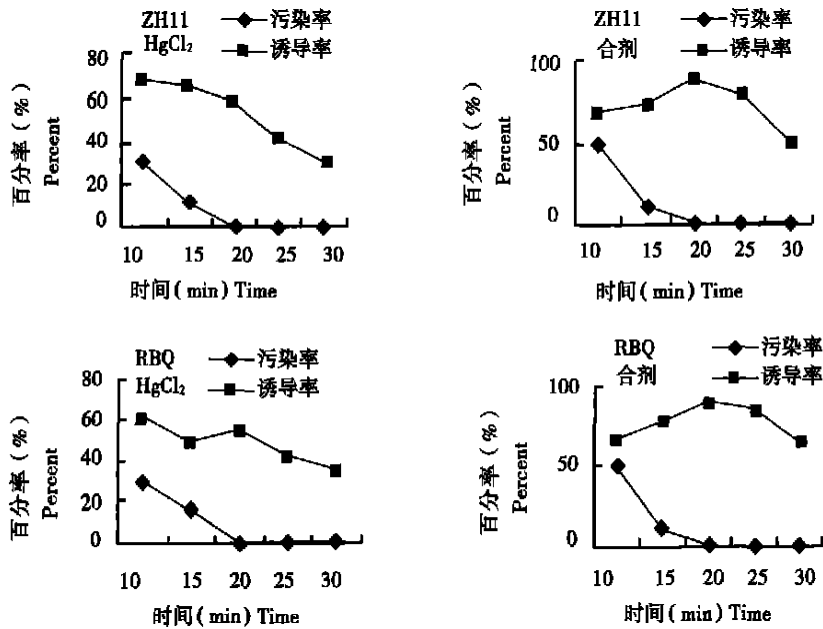 ZH11
HgCl₂
污染率
诱导率
80
60
40
20
0
百分率(%)
Percent
10 15 20 25 30
时间(min)Time
ZH11
合剂
污染率
诱导率
100
50
0
百分率(%)
Percent
10 15 20 25 30
时间(min)Time
RBQ
HgCl₂
污染率
诱导率
80
60
40
20
0
百分率(%)
Percent
10 15 20 25 30
时间(min)Time
RBQ
合剂
污染率
诱导率
100
50
0
百分率(%)
Percent
10 15 20 25 30
时间(min)Time